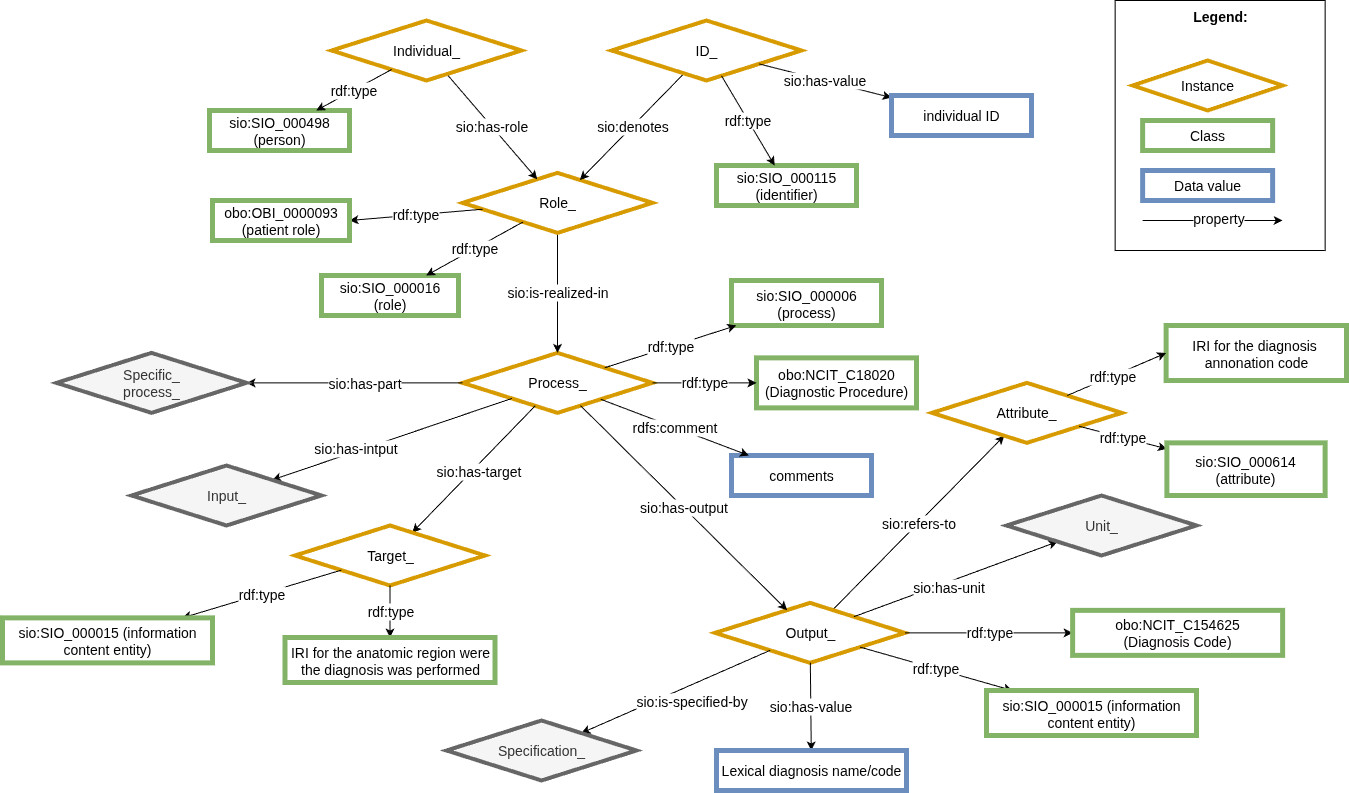 Legend:
Individual_
ID_
rdf:type
sio:has-value
Instance
sio:SIO_000498
(person)
sio:has-role
sio:denotes
rdf:type
individual ID
Class
sio:SIO_000115
(identifier)
Data value
obo:OBI_0000093
(patient role)
rdf:type
Role_
property
rdf:type
sio:SIO_000016
(role)
sio:is-realized-in
sio:SIO_000006
(process)
rdf:type
IRI for the diagnosis
annonation code
Specific_
process_
sio:has-part
Process_
rdf:type
obo:NCIT_C18020
(Diagnostic Procedure)
rdf:type
Attribute_
rdf:type
sio:has-intput
rdfs:comment
sio:has-target
comments
sio:SIO_000614
(attribute)
Input_
sio:has-output
sio:refers-to
Unit_
Target_
rdf:type
rdf:type
sio:has-unit
sio:SIO_000015 (information
content entity)
IRI for the anatomic region were
the diagnosis was performed
Output_
rdf:type
obo:NCIT_C154625
(Diagnosis Code)
rdf:type
sio:is-specified-by
sio:has-value
sio:SIO_000015 (information
content entity)
Specification_
Lexical diagnosis name/code